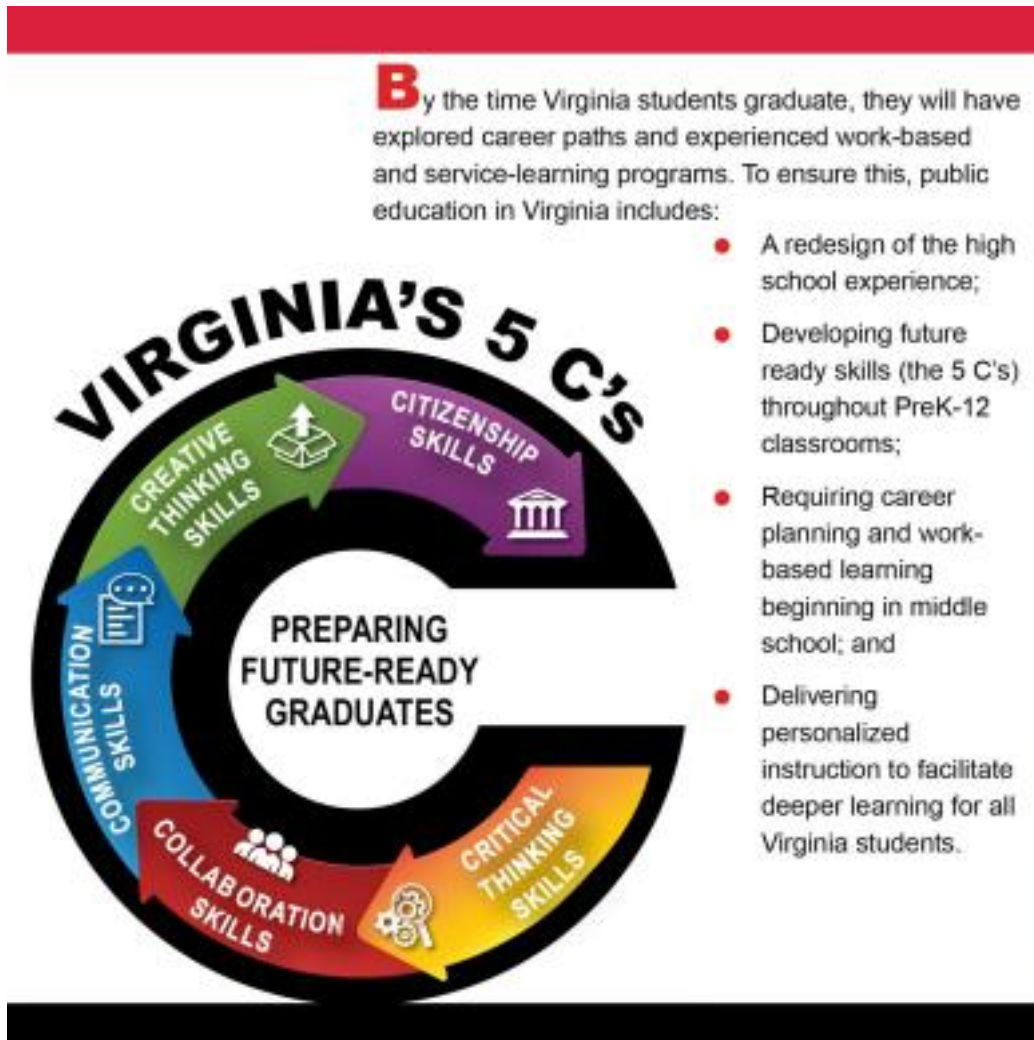 By the time Virginia students graduate, they will have
explored career paths and experienced work-based
and service-learning programs. To ensure this, public
education in Virginia includes:
● A redesign of the high
school experience;
● Developing future
ready skills (the 5 C's)
throughout PreK-12
classrooms;
● Requiring career
planning and work-
based learning
beginning in middle
school; and
● Delivering
personalized
instruction to facilitate
deeper learning for all
Virginia students.
VIRGINIA'S 5 C's
CRITICAL
THINKING
SKILLS
COLLABORATION
SKILLS
COMMUNICATION
SKILLS
CREATIVE
THINKING
SKILLS
CITIZENSHIP
SKILLS
PREPARING
FUTURE-READY
GRADUATES